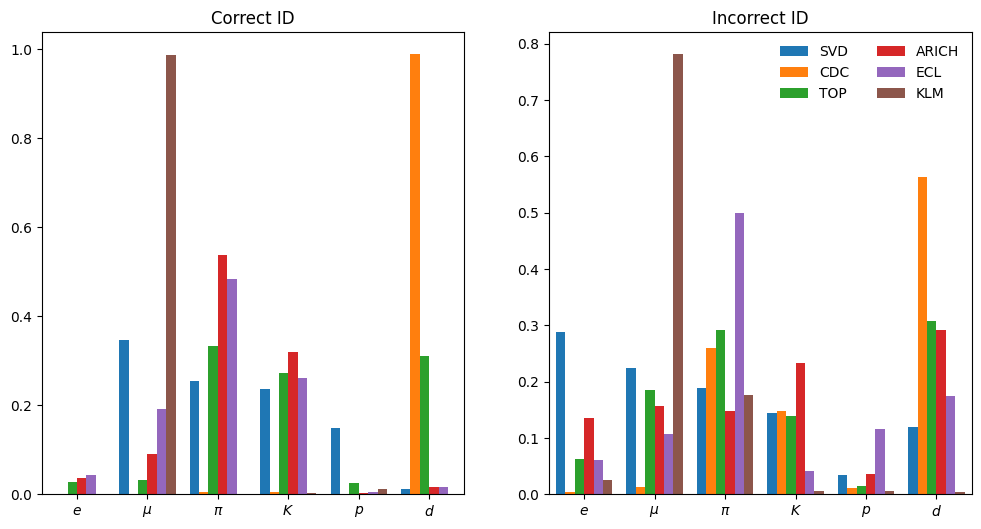 Correct ID
1.0
0.8
0.6
0.4
0.2
0.0
e μ π K p d
Incorrect ID
SVD ARICH
CDC ECL
TOP KLM
0.8
0.7
0.6
0.5
0.4
0.3
0.2
0.1
0.0
e μ π K p d